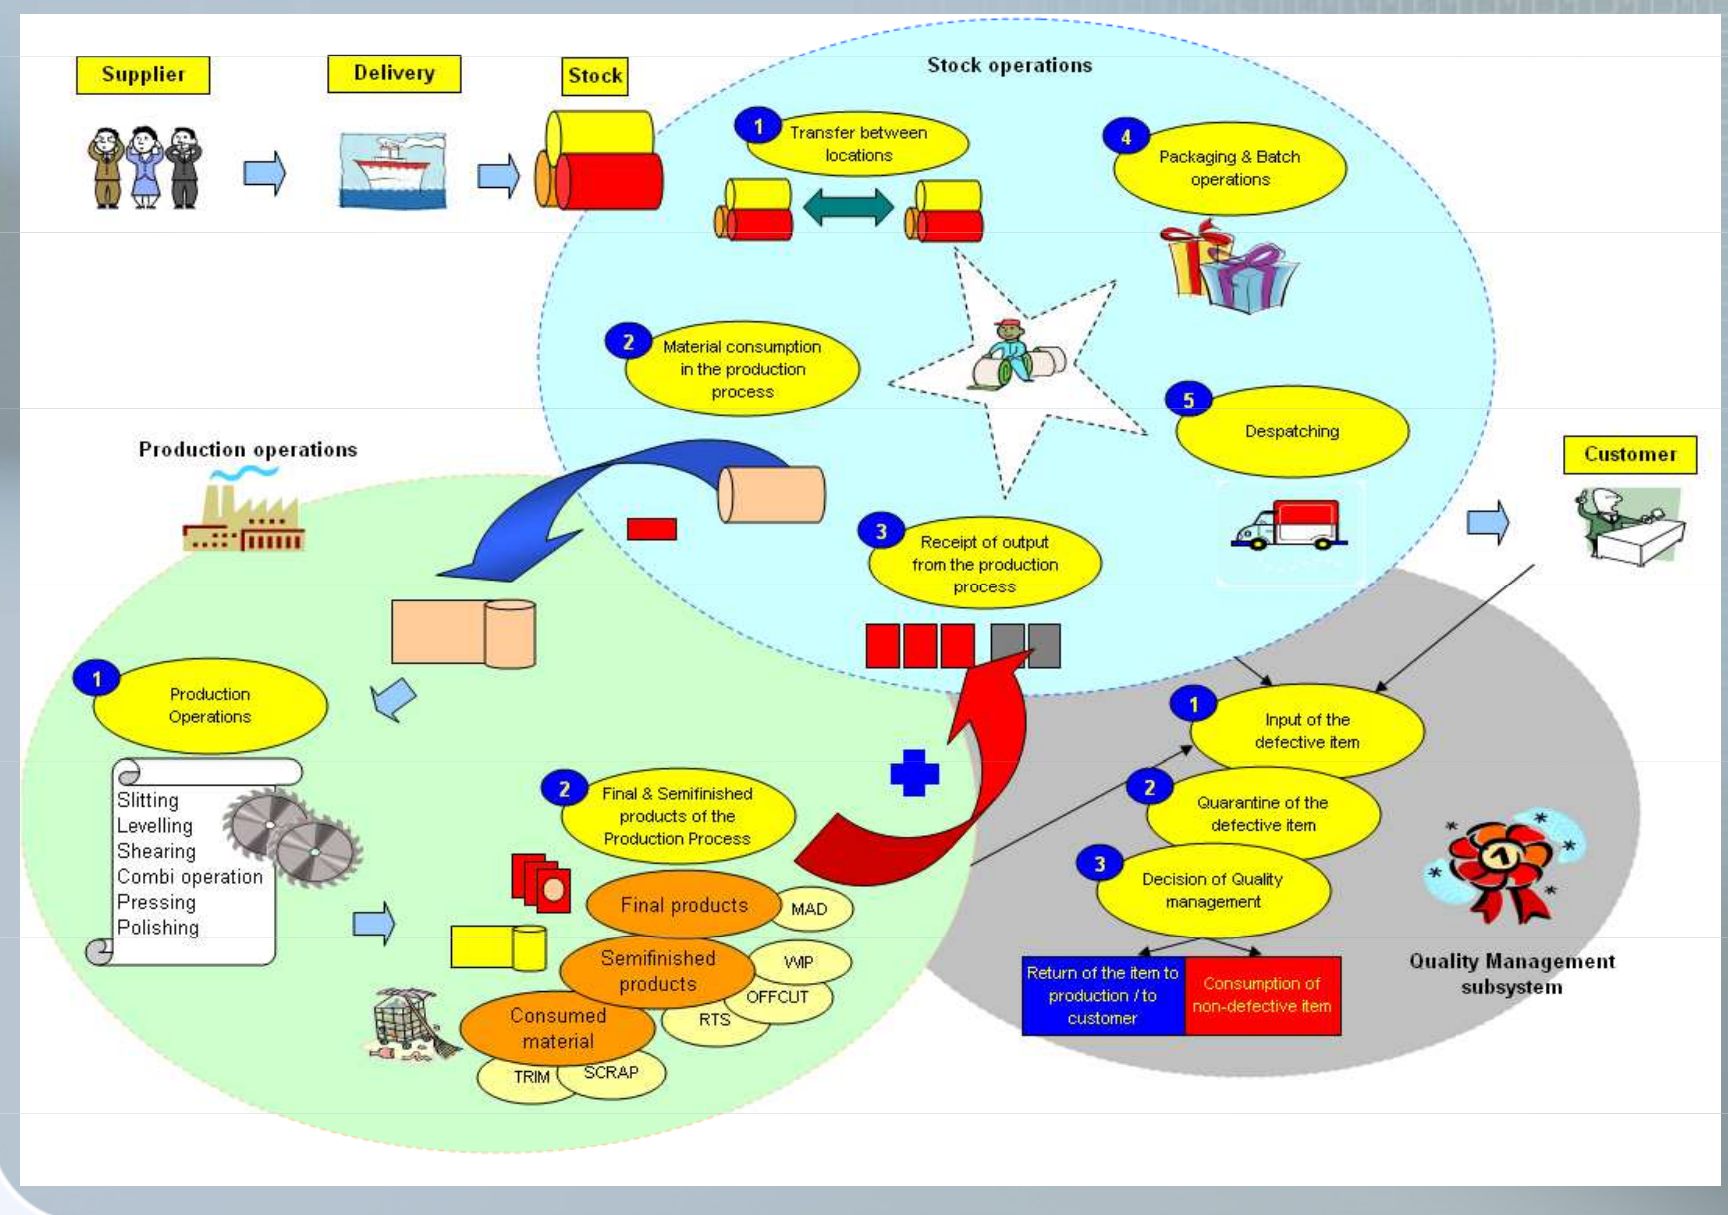 Supplier
Delivery
Stock
Stock operations
1
Transfer between
locations
4
Packaging & Batch
operations
2
Material consumption
in the production
process
5
Despatching
Customer
3
Receipt of output
from the production
process
Production operations
1
Production
Operations
Slitting
Levelling
Shearing
Combi operation
Pressing
Polishing
2
Final & Semifinished
products of the
Production Process
Final products
MAD
Semifinished
products
WIP
OFFCUT
RTS
Consumed
material
TRIM
SCRAP
1
Input of the
defective item
2
Quarantine of the
defective item
3
Decision of Quality
management
Return of the item to
production / to
customer
Consumption of
non-defective item
1
Quality Management
subsystem